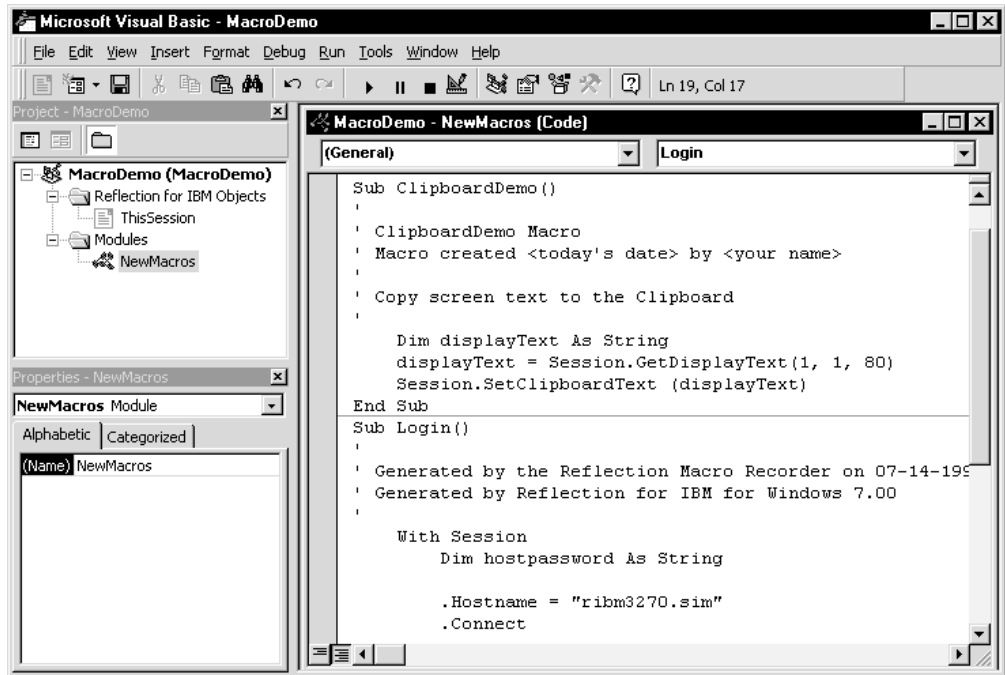 Microsoft Visual Basic - MacroDemo
File Edit View Insert Format Debug Run Tools Window Help
Ln 19, Col 17
Project - MacroDemo
MacroDemo (MacroDemo)
Reflection for IBM Objects
ThisSession
Modules
NewMacros
Properties - NewMacros
NewMacros Module
Alphabetic Categorized
(Name) NewMacros
MacroDemo - NewMacros (Code)
(General) Login
Sub ClipboardDemo()
'
' ClipboardDemo Macro
' Macro created <today's date> by <your name>
'
' Copy screen text to the Clipboard
'
Dim displayText As String
displayText = Session.GetDisplayText(1, 1, 80)
Session.SetClipboardText (displayText)
End Sub
Sub Login()
'
' Generated by the Reflection Macro Recorder on 07-14-199
' Generated by Reflection for IBM for Windows 7.00
'
With Session
Dim hostpassword As String
.Hostname = "ribm3270.sim"
.Connect